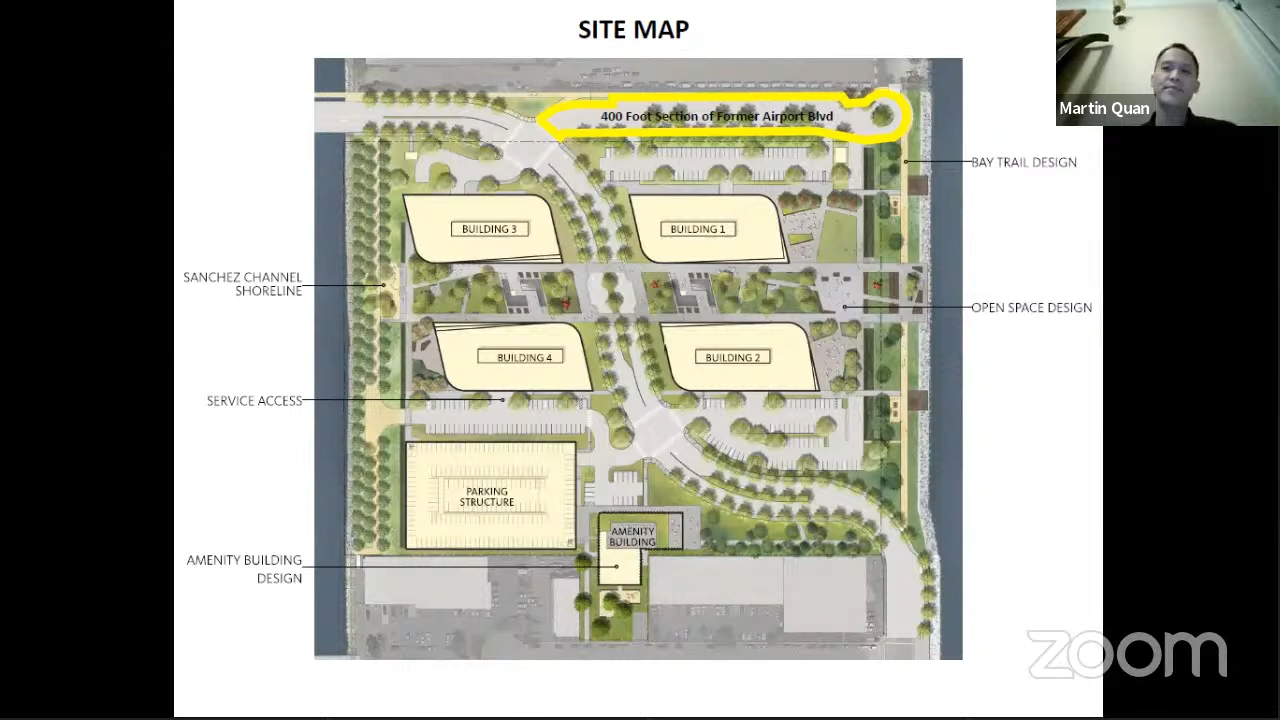 SITE MAP
Martin Quan
400 Foot Section of Former Airport Blvd
BAY TRAIL DESIGN
BUILDING 3
BUILDING 1
SANCHEZ CHANNEL
SHORELINE
OPEN SPACE DESIGN
BUILDING 4
BUILDING 2
SERVICE ACCESS
PARKING
STRUCTURE
AMENITY
BUILDING
AMENITY BUILDING
DESIGN
zoom